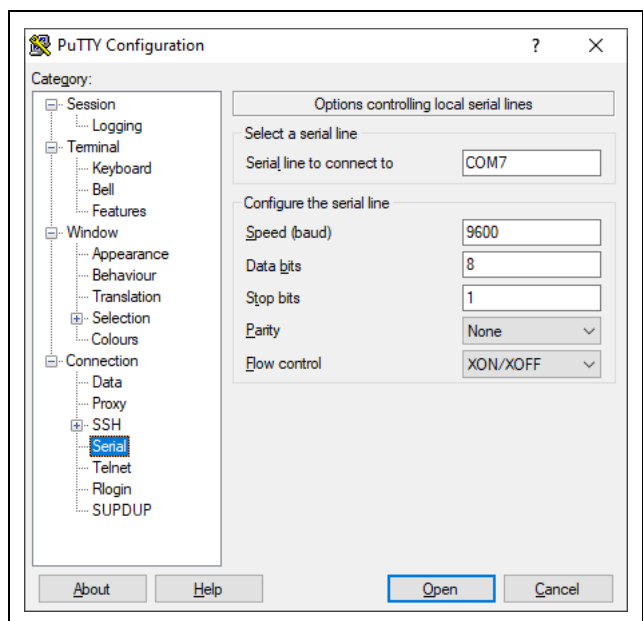 PuTTY Configuration
?
Category:
Session
Logging
Terminal
Keyboard
Bell
Features
Window
Appearance
Behaviour
Translation
Selection
Colours
Connection
Data
Proxy
SSH
Serial
Telnet
Rlogin
SUPDUP
Options controlling local serial lines
Select a serial line
Serial line to connect to COM7
Configure the serial line
Speed (baud) 9600
Data bits 8
Stop bits 1
Parity None
Flow control XON/XOFF
About Help Open Cancel